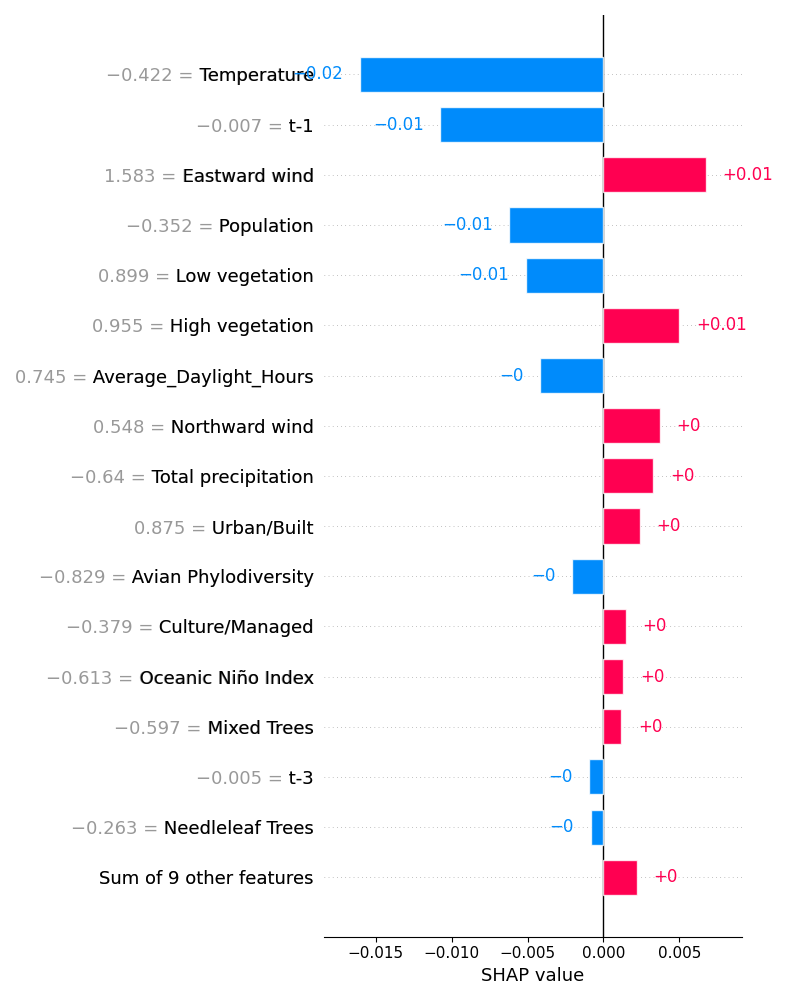 −0.422 = Temperature −0.02
−0.007 = t-1 −0.01
1.583 = Eastward wind +0.01
−0.352 = Population −0.01
0.899 = Low vegetation −0.01
0.955 = High vegetation +0.01
0.745 = Average_Daylight_Hours −0
0.548 = Northward wind +0
−0.64 = Total precipitation +0
0.875 = Urban/Built +0
−0.829 = Avian Phylodiversity −0
−0.379 = Culture/Managed +0
−0.613 = Oceanic Niño Index +0
−0.597 = Mixed Trees +0
−0.005 = t-3 −0
−0.263 = Needleleaf Trees −0
Sum of 9 other features +0
−0.015 −0.010 −0.005 0.000 0.005
SHAP value